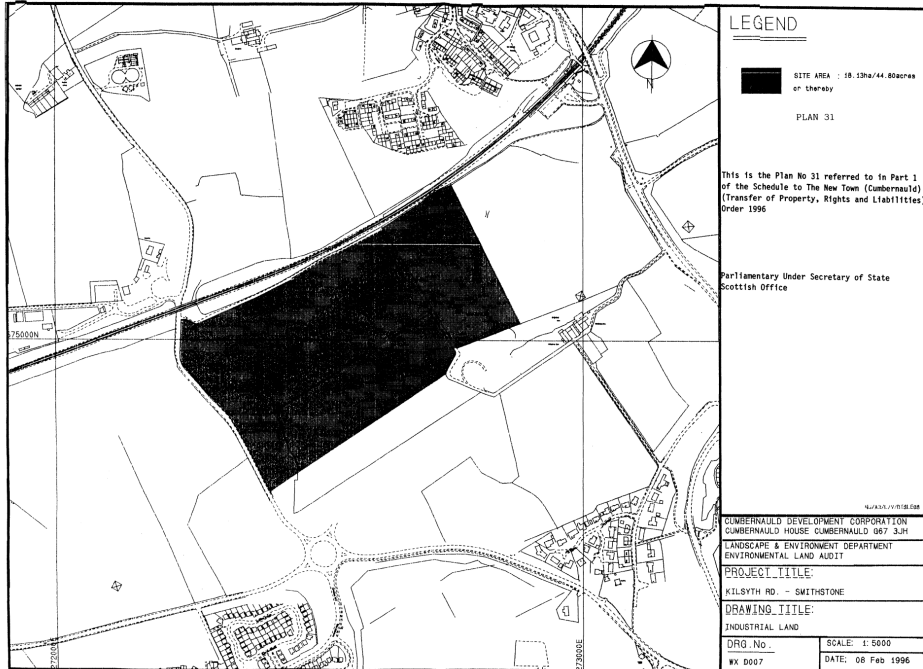 LEGEND
SITE AREA : 18.13ha/44.80acres
or thereby
PLAN 31
This is the Plan No 31 referred to in Part 1
of the Schedule to The New Town (Cumbernauld)
(Transfer of Property, Rights and Liabilities)
Order 1996
Parliamentary Under Secretary of State
Scottish Office
N
675000N
272000E
273000E
CUMBERNAULD DEVELOPMENT CORPORATION
CUMBERNAULD HOUSE CUMBERNAULD G67 3JH
LANDSCAPE & ENVIRONMENT DEPARTMENT
ENVIRONMENTAL LAND AUDIT
PROJECT TITLE:
KILSYTH RD. - SMITHSTONE
DRAWING TITLE:
INDUSTRIAL LAND
DRG.No.
WX D007
SCALE: 1:5000
DATE: 08 Feb 1996